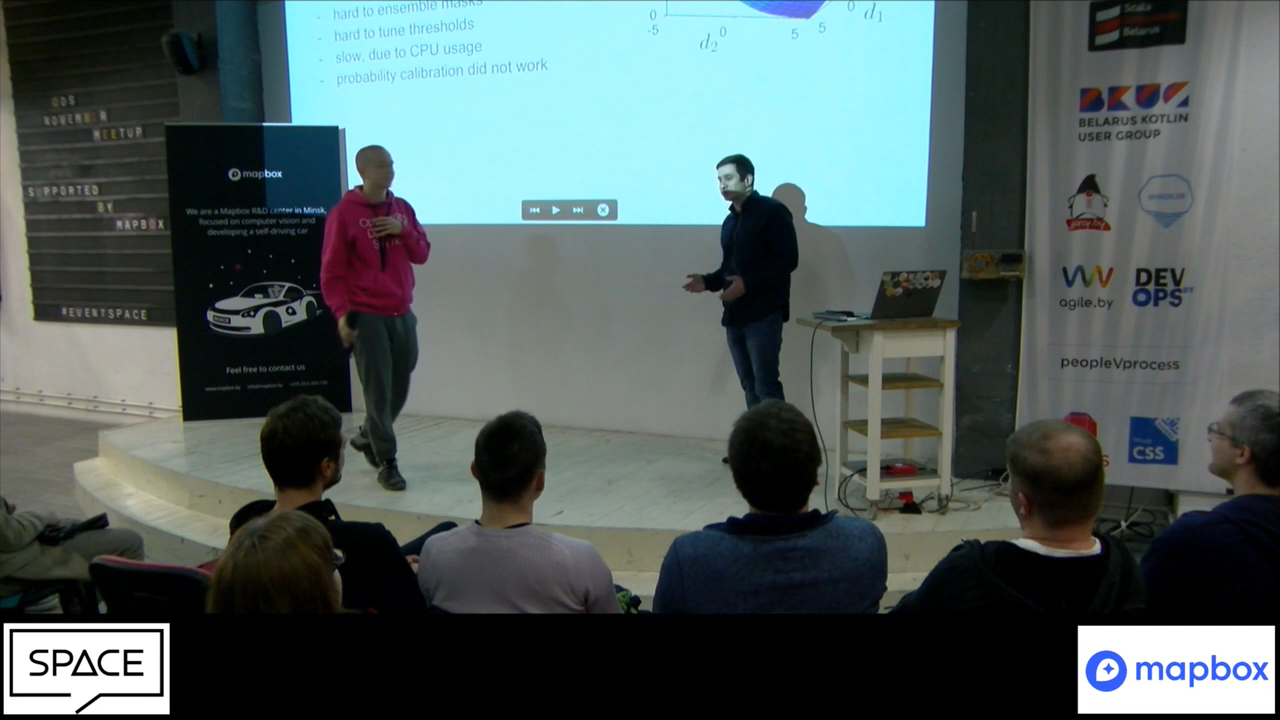 hard to ensemble masks
- hard to tune thresholds
- slow, due to CPU usage
- probability calibration did not work
0
-5
d₂
0
5
5
0
d₁
ODS
NOVEMBER
MEETUP
SUPPORTED
BY
MAPBOX
#EVENTSPACE
mapbox
We are a Mapbox R&D center in Minsk,
focused on computer vision and
developing a self-driving car
Feel free to contact us
Scala
Belarus
BKUG
BELARUS KOTLIN
USER GROUP
agile.by
DEV
OPS
peopleVprocess
CSS
SPACE
mapbox